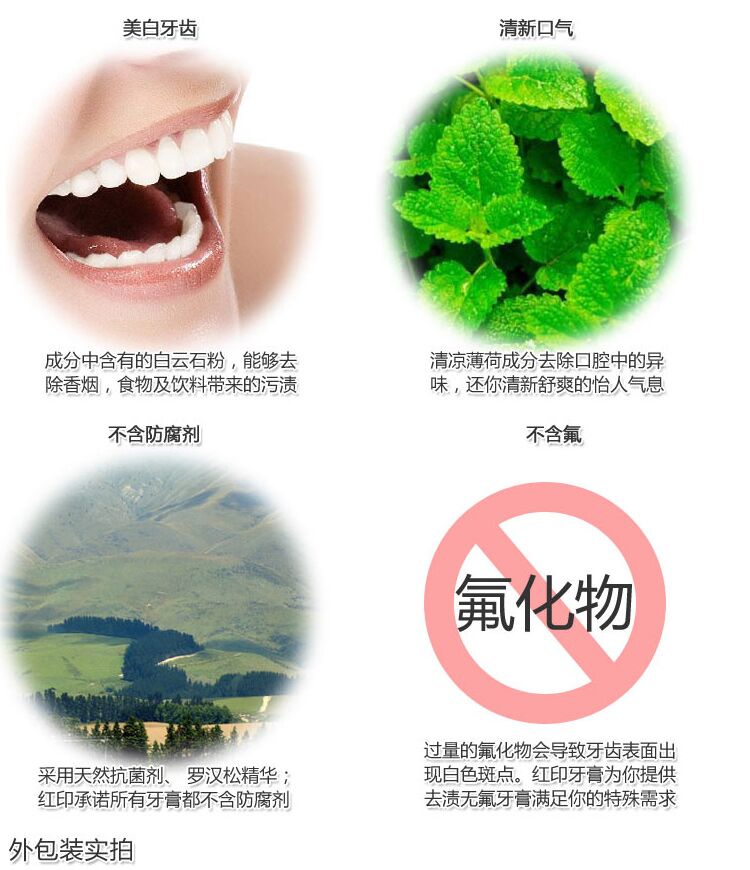 美白牙齿
清新口气
成分中含有的白云石粉，能够去
除香烟，食物及饮料带来的污渍
清凉薄荷成分去除口腔中的异
味，还你清新舒爽的怡人气息
不含防腐剂
不含氟
氟化物
采用天然抗菌剂、罗汉松精华；
红印承诺所有牙膏都不含防腐剂
过量的氟化物会导致牙齿表面出
现白色斑点。红印牙膏为你提供
去渍无氟牙膏满足你的特殊需求
外包装实拍